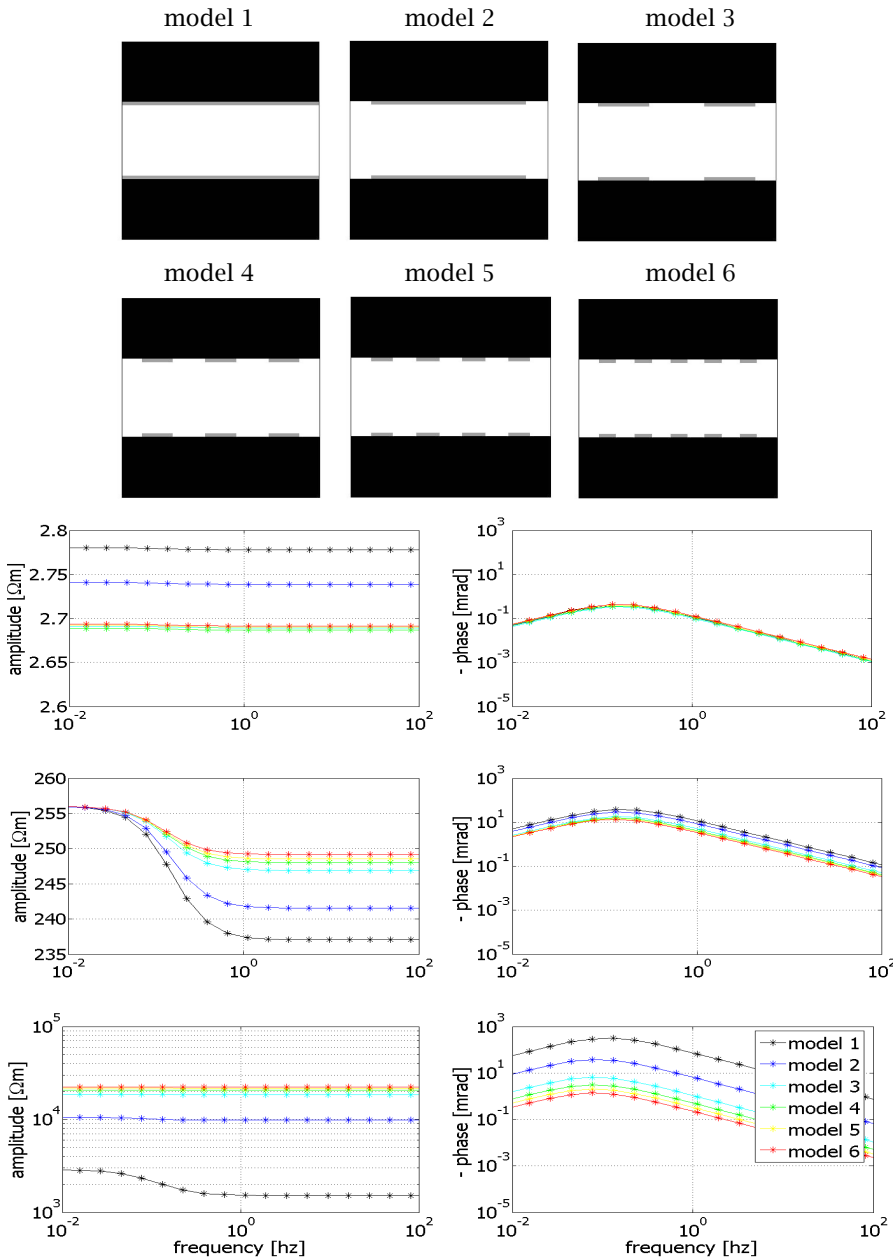 model 1
model 2
model 3
model 4
model 5
model 6
2.8
2.75
2.7
2.65
2.6
amplitude [Ωm]
10^-2
10^0
10^2
10^3
10^1
10^-1
10^-3
10^-5
- phase [mrad]
10^-2
10^0
10^2
260
255
250
245
240
235
amplitude [Ωm]
10^-2
10^0
10^2
10^3
10^1
10^-1
10^-3
10^-5
- phase [mrad]
10^-2
10^0
10^2
10^5
10^4
10^3
amplitude [Ωm]
10^-2
10^0
10^2
frequency [hz]
10^3
10^1
10^-1
10^-3
10^-5
- phase [mrad]
model 1
model 2
model 3
model 4
model 5
model 6
10^-2
10^0
10^2
frequency [hz]